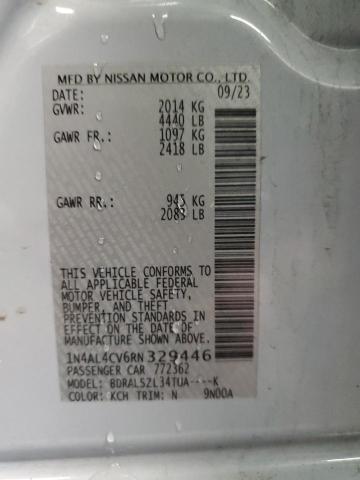 MFD BY NISSAN MOTOR CO., LTD.
DATE: 09/23
GVWR: 2014 KG
4440 LB
GAWR FR.: 1097 KG
2418 LB
GAWR RR.: 945 KG
2083 LB
THIS VEHICLE CONFORMS TO
ALL APPLICABLE FEDERAL
MOTOR VEHICLE SAFETY,
BUMPER, AND THEFT
PREVENTION STANDARDS IN
EFFECT ON THE DATE OF
MANUFACTURE SHOWN ABOVE.
1N4AL4CV6RN329446
PASSENGER CAR 772362
MODEL: BDRALSZL34TUA----K
COLOR: KCH TRIM: N 9N00A